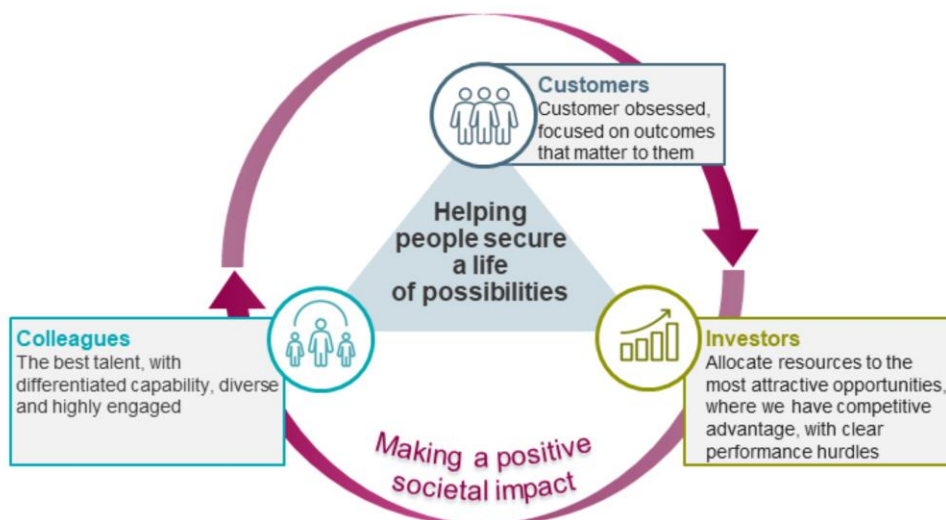 Customers
Customer obsessed,
focused on outcomes
that matter to them
Helping
people secure
a life
of possibilities
Colleagues
The best talent, with
differentiated capability, diverse
and highly engaged
Investors
Allocate resources to the
most attractive opportunities,
where we have competitive
advantage, with clear
performance hurdles
Making a positive
societal impact